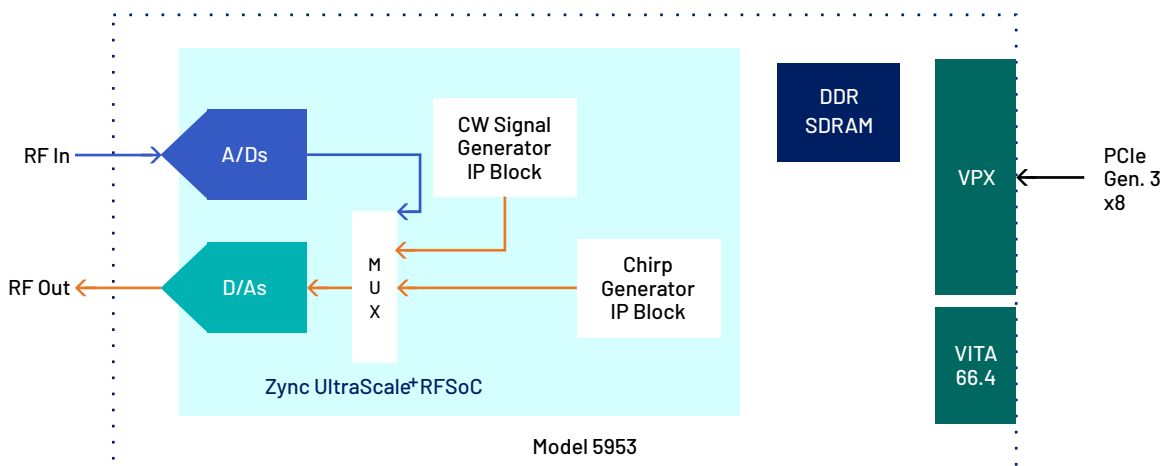 RF In
A/Ds
CW Signal
Generator
IP Block
DDR
SDRAM
VPX
PCIe
Gen. 3
x8
RF Out
D/As
M
U
X
Chirp
Generator
IP Block
VITA
66.4
Zync UltraScale+RFSoC
Model 5953